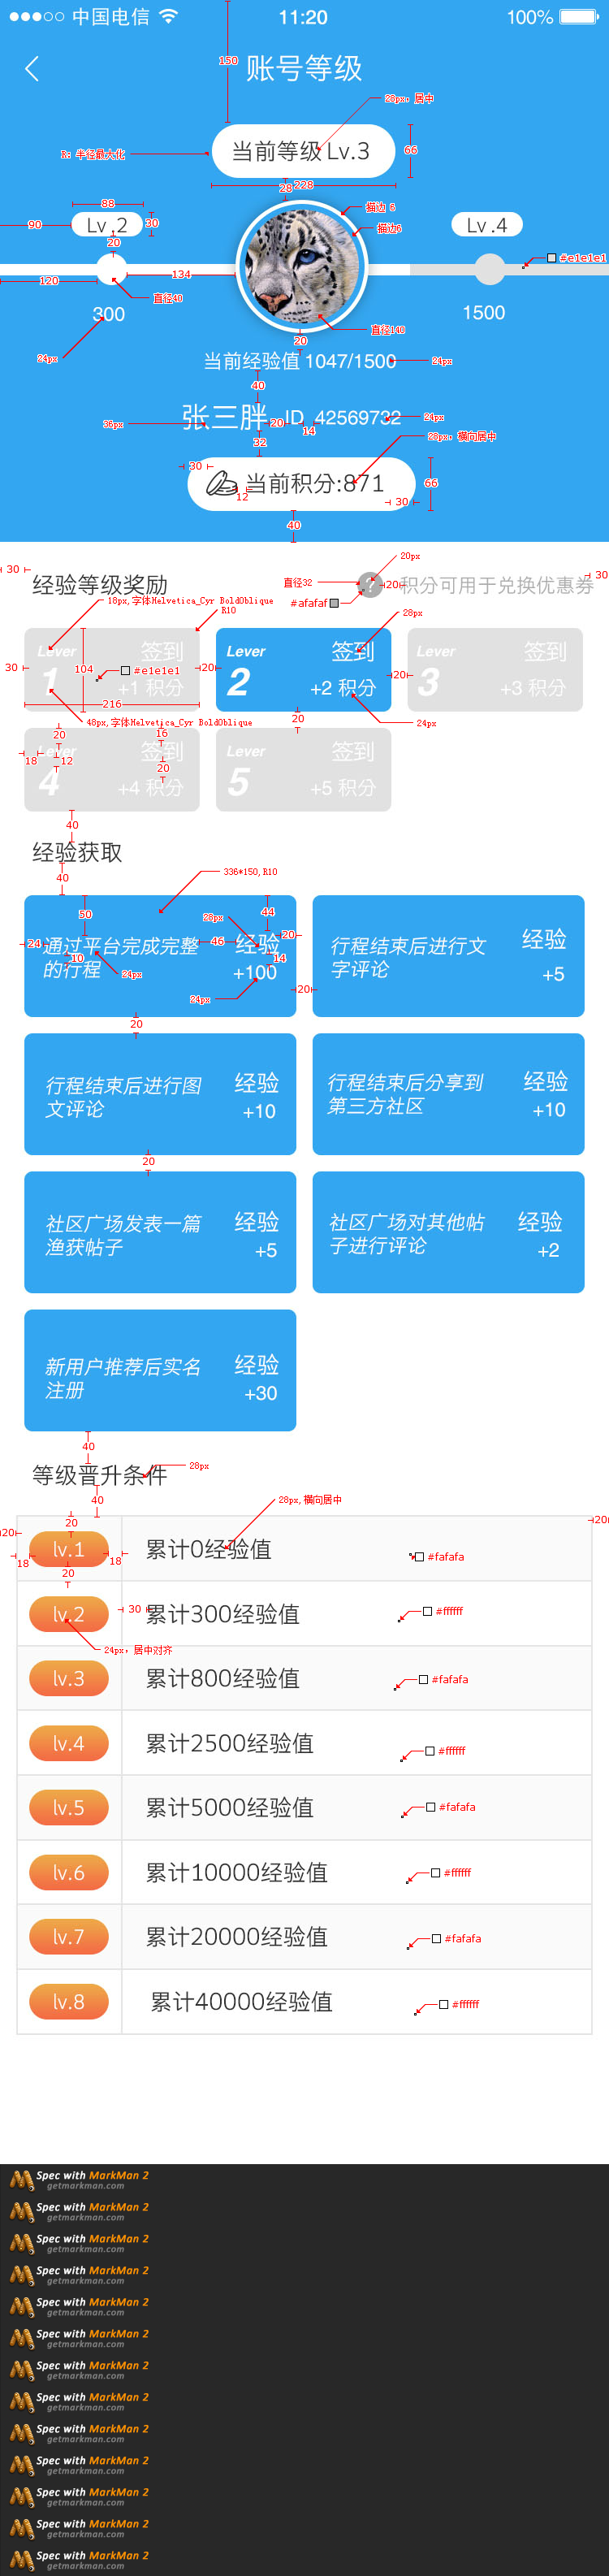 中国电信 11:20 100%
150
账号等级
28px，居中
R：半径最大化 当前等级 Lv.3 66
28 228
88 描边 6
90 Lv .2 30 描边6 Lv .4
20
#e1e1e1
120 134
直径40
300 1500
直径140
20
24px 当前经验值 1047/1500 24px
40
36px 张三胖 20 ID 42569732 24px
14
32 28px，横向居中
30 当前积分:871 66
12 30
40
20px
30 经验等级奖励 直径32 ? 20 积分可用于兑换优惠券 30
#afafaf
18px,字体Helvetica_Cyr BoldOblique
R10 28px
Lever 签到 Lever 签到 Lever 签到
30 104 #e1e1e1 20 20
1 +1 积分 2 +2 积分 3 +3 积分
216
48px,字体Helvetica_Cyr BoldOblique 20 24px
20 16
Lever 签到 Lever 签到
18 12 20
4 +4 积分 5 +5 积分
40
经验获取
40 336*150,R10
50 44
28px
24 通过平台完成完整 46 经验 20 行程结束后进行文 经验
的行程 10 +100 14 字评论 +5
24px
24px 20
20
行程结束后进行图 经验 行程结束后分享到 经验
文评论 +10 第三方社区 +10
20
社区广场发表一篇 经验 社区广场对其他帖 经验
渔获帖子 +5 子进行评论 +2
新用户推荐后实名 经验
注册 +30
40
等级晋升条件 28px
40 28px,横向居中
20 20
20 lv.1 累计0经验值 #fafafa
18 18
20
lv.2 30 累计300经验值 #ffffff
24px，居中对齐
lv.3 累计800经验值 #fafafa
lv.4 累计2500经验值 #ffffff
lv.5 累计5000经验值 #fafafa
lv.6 累计10000经验值 #ffffff
lv.7 累计20000经验值 #fafafa
lv.8 累计40000经验值 #ffffff
Spec with MarkMan 2
getmarkman.com
Spec with MarkMan 2
getmarkman.com
Spec with MarkMan 2
getmarkman.com
Spec with MarkMan 2
getmarkman.com
Spec with MarkMan 2
getmarkman.com
Spec with MarkMan 2
getmarkman.com
Spec with MarkMan 2
getmarkman.com
Spec with MarkMan 2
getmarkman.com
Spec with MarkMan 2
getmarkman.com
Spec with MarkMan 2
getmarkman.com
Spec with MarkMan 2
getmarkman.com
Spec with MarkMan 2
getmarkman.com
Spec with MarkMan 2
getmarkman.com